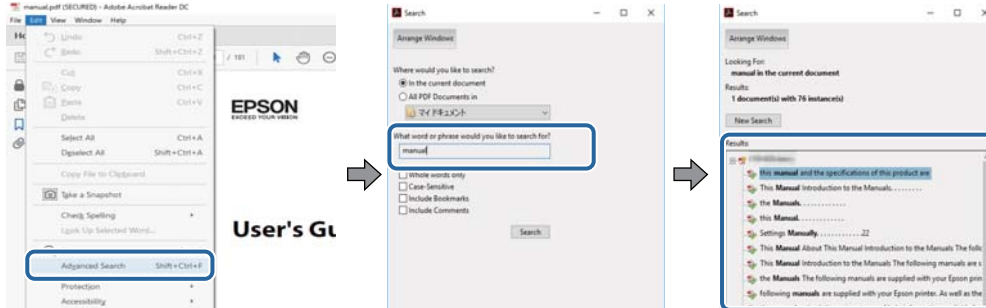 manual.pdf (SECURED) - Adobe Acrobat Reader DC
File Edit View Window Help
Undo Ctrl+Z
Redo Shift+Ctrl+Z
Cut Ctrl+X
Copy Ctrl+C
Paste Ctrl+V
Delete
Select All Ctrl+A
Deselect All Shift+Ctrl+A
Copy File to Clipboard
Take a Snapshot
Check Spelling
Look Up Selected Word...
Advanced Search Shift+Ctrl+F
Protection
Accessibility
/ 101
EPSON
EXCEED YOUR VISION
User's Gu
Search
Arrange Windows
Where would you like to search?
In the current document
All PDF Documents in
マイ ドキュメント
What word or phrase would you like to search for?
manual
Whole words only
Case-Sensitive
Include Bookmarks
Include Comments
Search
Search
Arrange Windows
Looking For:
manual in the current document
Results:
1 document(s) with 76 instance(s)
New Search
Results:
this manual and the specifications of this product are
This Manual Introduction to the Manuals. . . . . . . . .
the Manuals. . . . . . . . . . . . .
this Manual. . . . . . . . . . . . .
Settings Manually. . . . . . . . . . . . .22
This Manual About This Manual Introduction to the Manuals The follo
This Manual Introduction to the Manuals The following manuals are s
the Manuals The following manuals are supplied with your Epson prin
following manuals are supplied with your Epson printer. As well as the